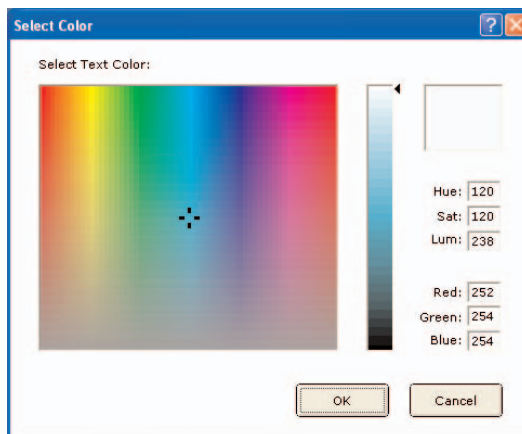 Select Color
Select Text Color:
Hue: 120
Sat: 120
Lum: 238
Red: 252
Green: 254
Blue: 254
OK
Cancel